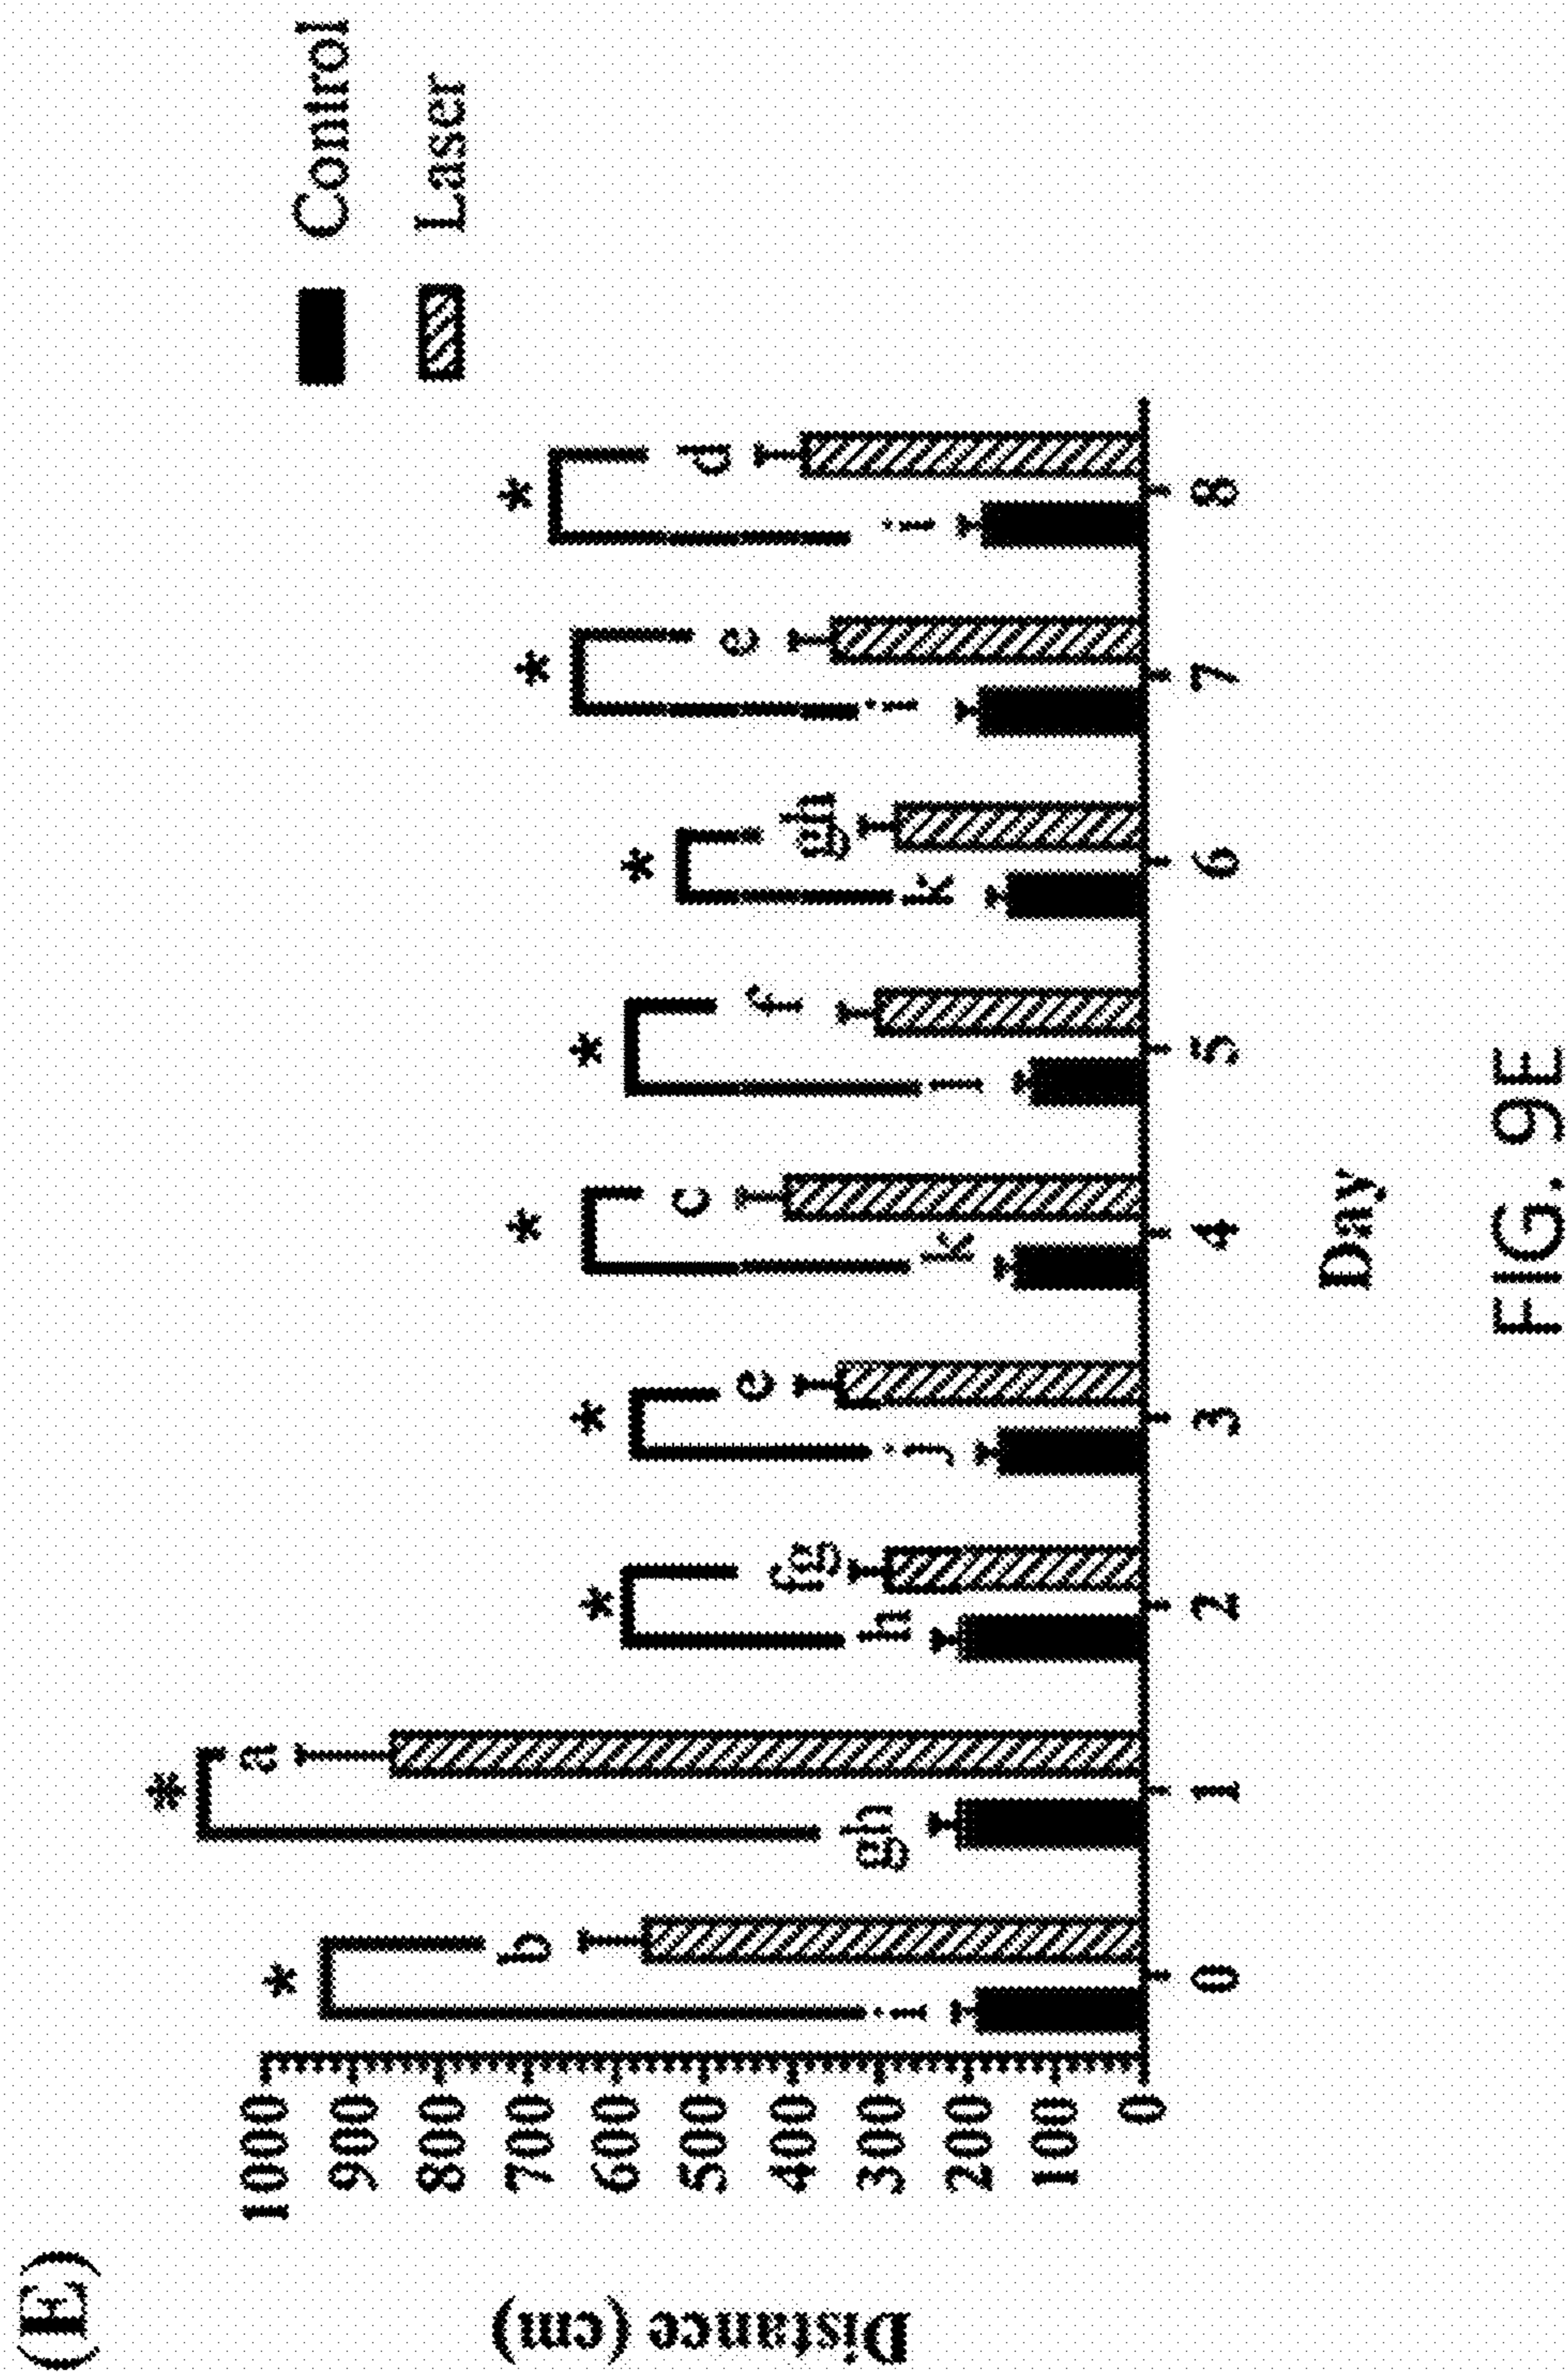 (E)
Distance (cm)
1000
900
800
700
600
500
400
300
200
100
0
Control
Laser
* * * * * * * * *
i b gh a h fg j e k c l f k gh i e i d
0 1 2 3 4 5 6 7 8
Day
FIG. 9E